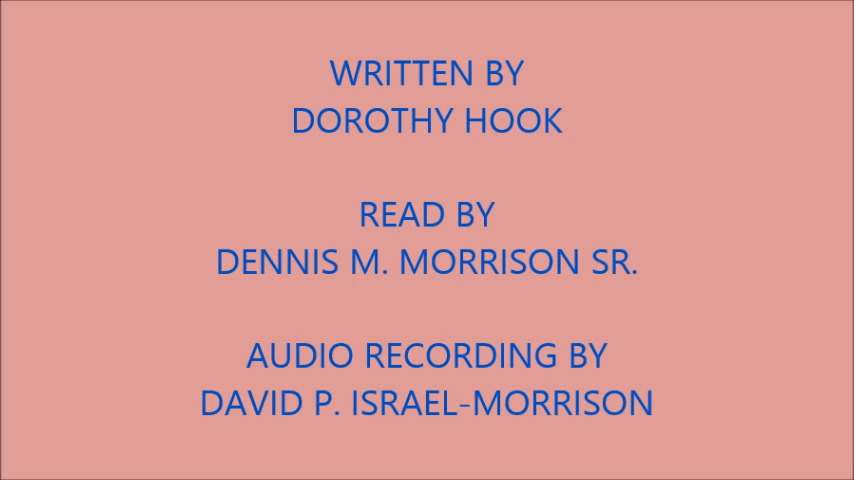 WRITTEN BY
DOROTHY HOOK
READ BY
DENNIS M. MORRISON SR.
AUDIO RECORDING BY
DAVID P. ISRAEL-MORRISON